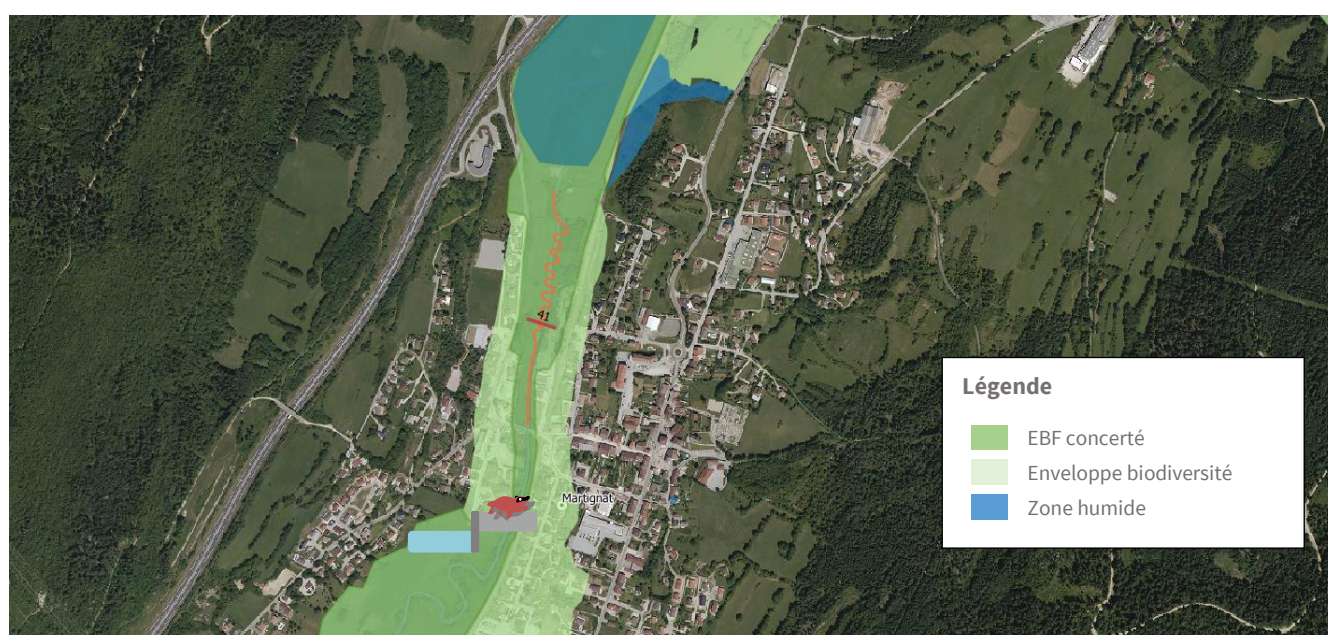 41
Martignat
Légende
EBF concerté
Enveloppe biodiversité
Zone humide